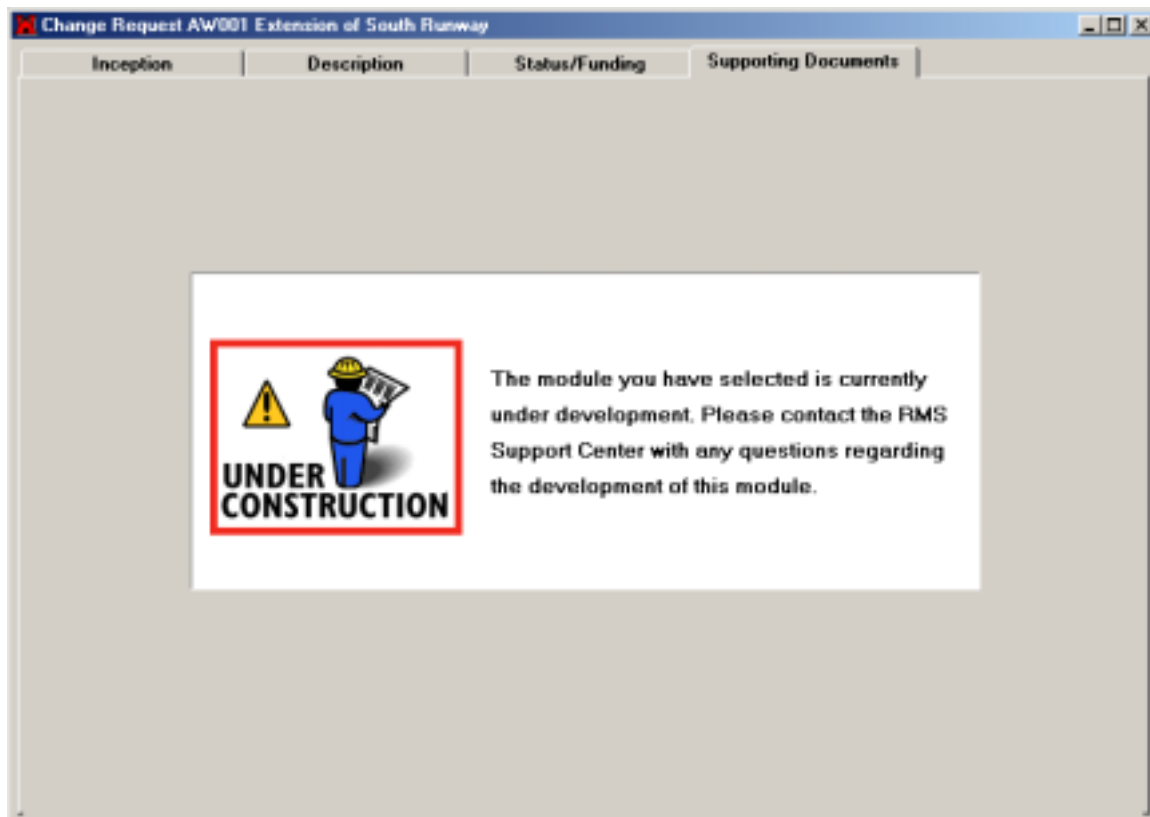 Change Request AW001 Extension of South Runway
Inception Description Status/Funding Supporting Documents
The module you have selected is currently
under development. Please contact the RMS
Support Center with any questions regarding
the development of this module.
UNDER
CONSTRUCTION